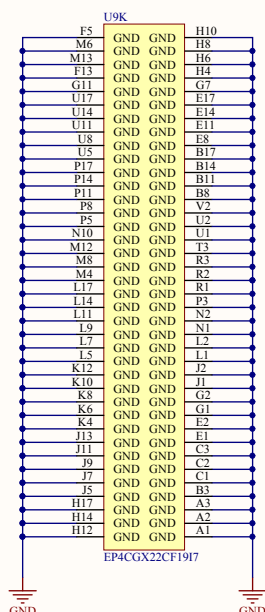 U9K
F5 GND GND H10
M6 GND GND H8
M13 GND GND H6
F13 GND GND H4
G11 GND GND G7
U17 GND GND E17
U14 GND GND E14
U11 GND GND E11
U8 GND GND E8
U5 GND GND B17
P17 GND GND B14
P14 GND GND B11
P11 GND GND B8
P8 GND GND V2
P5 GND GND U2
N10 GND GND U1
M12 GND GND T3
M8 GND GND R3
M4 GND GND R2
L17 GND GND R1
L14 GND GND P3
L11 GND GND N2
L9 GND GND N1
L7 GND GND L2
L5 GND GND L1
K12 GND GND J2
K10 GND GND J1
K8 GND GND G2
K6 GND GND G1
K4 GND GND E2
J13 GND GND E1
J11 GND GND C3
J9 GND GND C2
J7 GND GND C1
J5 GND GND B3
H17 GND GND A3
H14 GND GND A2
H12 GND GND A1
EP4CGX22CF19I7
GND GND